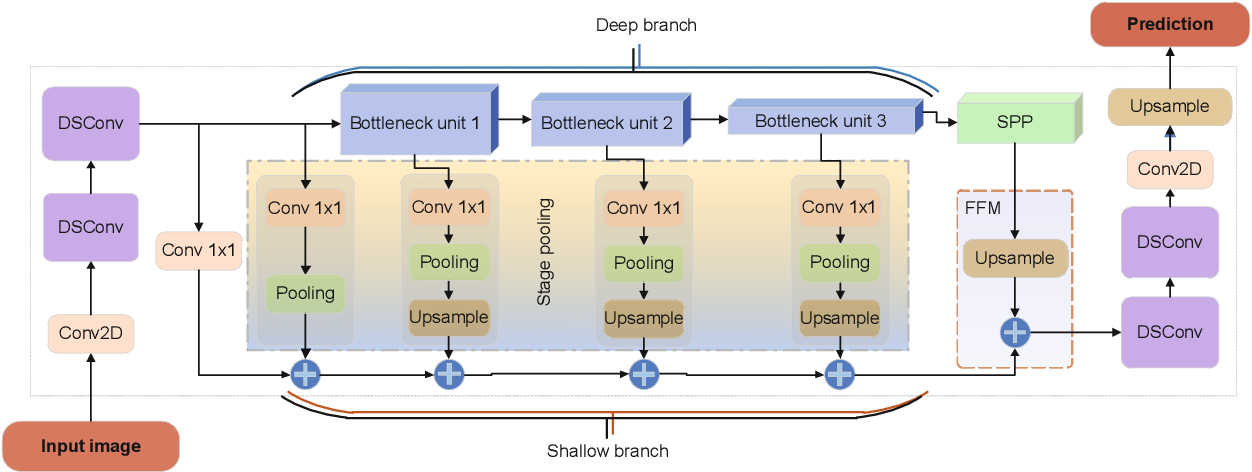 Deep branch
Prediction
DSConv
Bottleneck unit 1
Bottleneck unit 2
Bottleneck unit 3
SPP
Upsample
Conv2D
DSConv
Conv 1x1
Conv 1x1
Conv 1x1
Conv 1x1
Conv 1x1
Stage pooling
FFM
DSConv
Pooling
Pooling
Pooling
Pooling
Upsample
Upsample
Upsample
Upsample
Conv2D
DSConv
Input image
Shallow branch